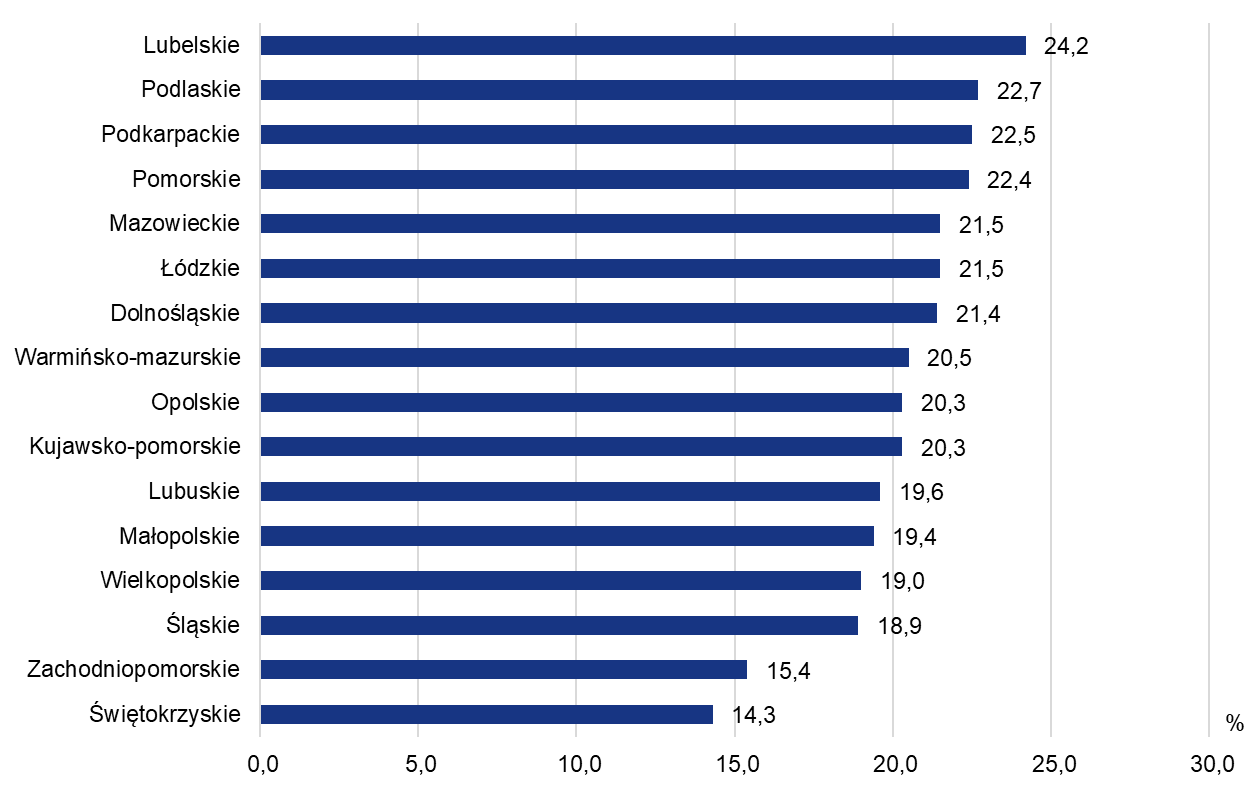 Lubelskie 24,2
Podlaskie 22,7
Podkarpackie 22,5
Pomorskie 22,4
Mazowieckie 21,5
Łódzkie 21,5
Dolnośląskie 21,4
Warmińsko-mazurskie 20,5
Opolskie 20,3
Kujawsko-pomorskie 20,3
Lubuskie 19,6
Małopolskie 19,4
Wielkopolskie 19,0
Śląskie 18,9
Zachodniopomorskie 15,4
Świętokrzyskie 14,3
%
0,0 5,0 10,0 15,0 20,0 25,0 30,0